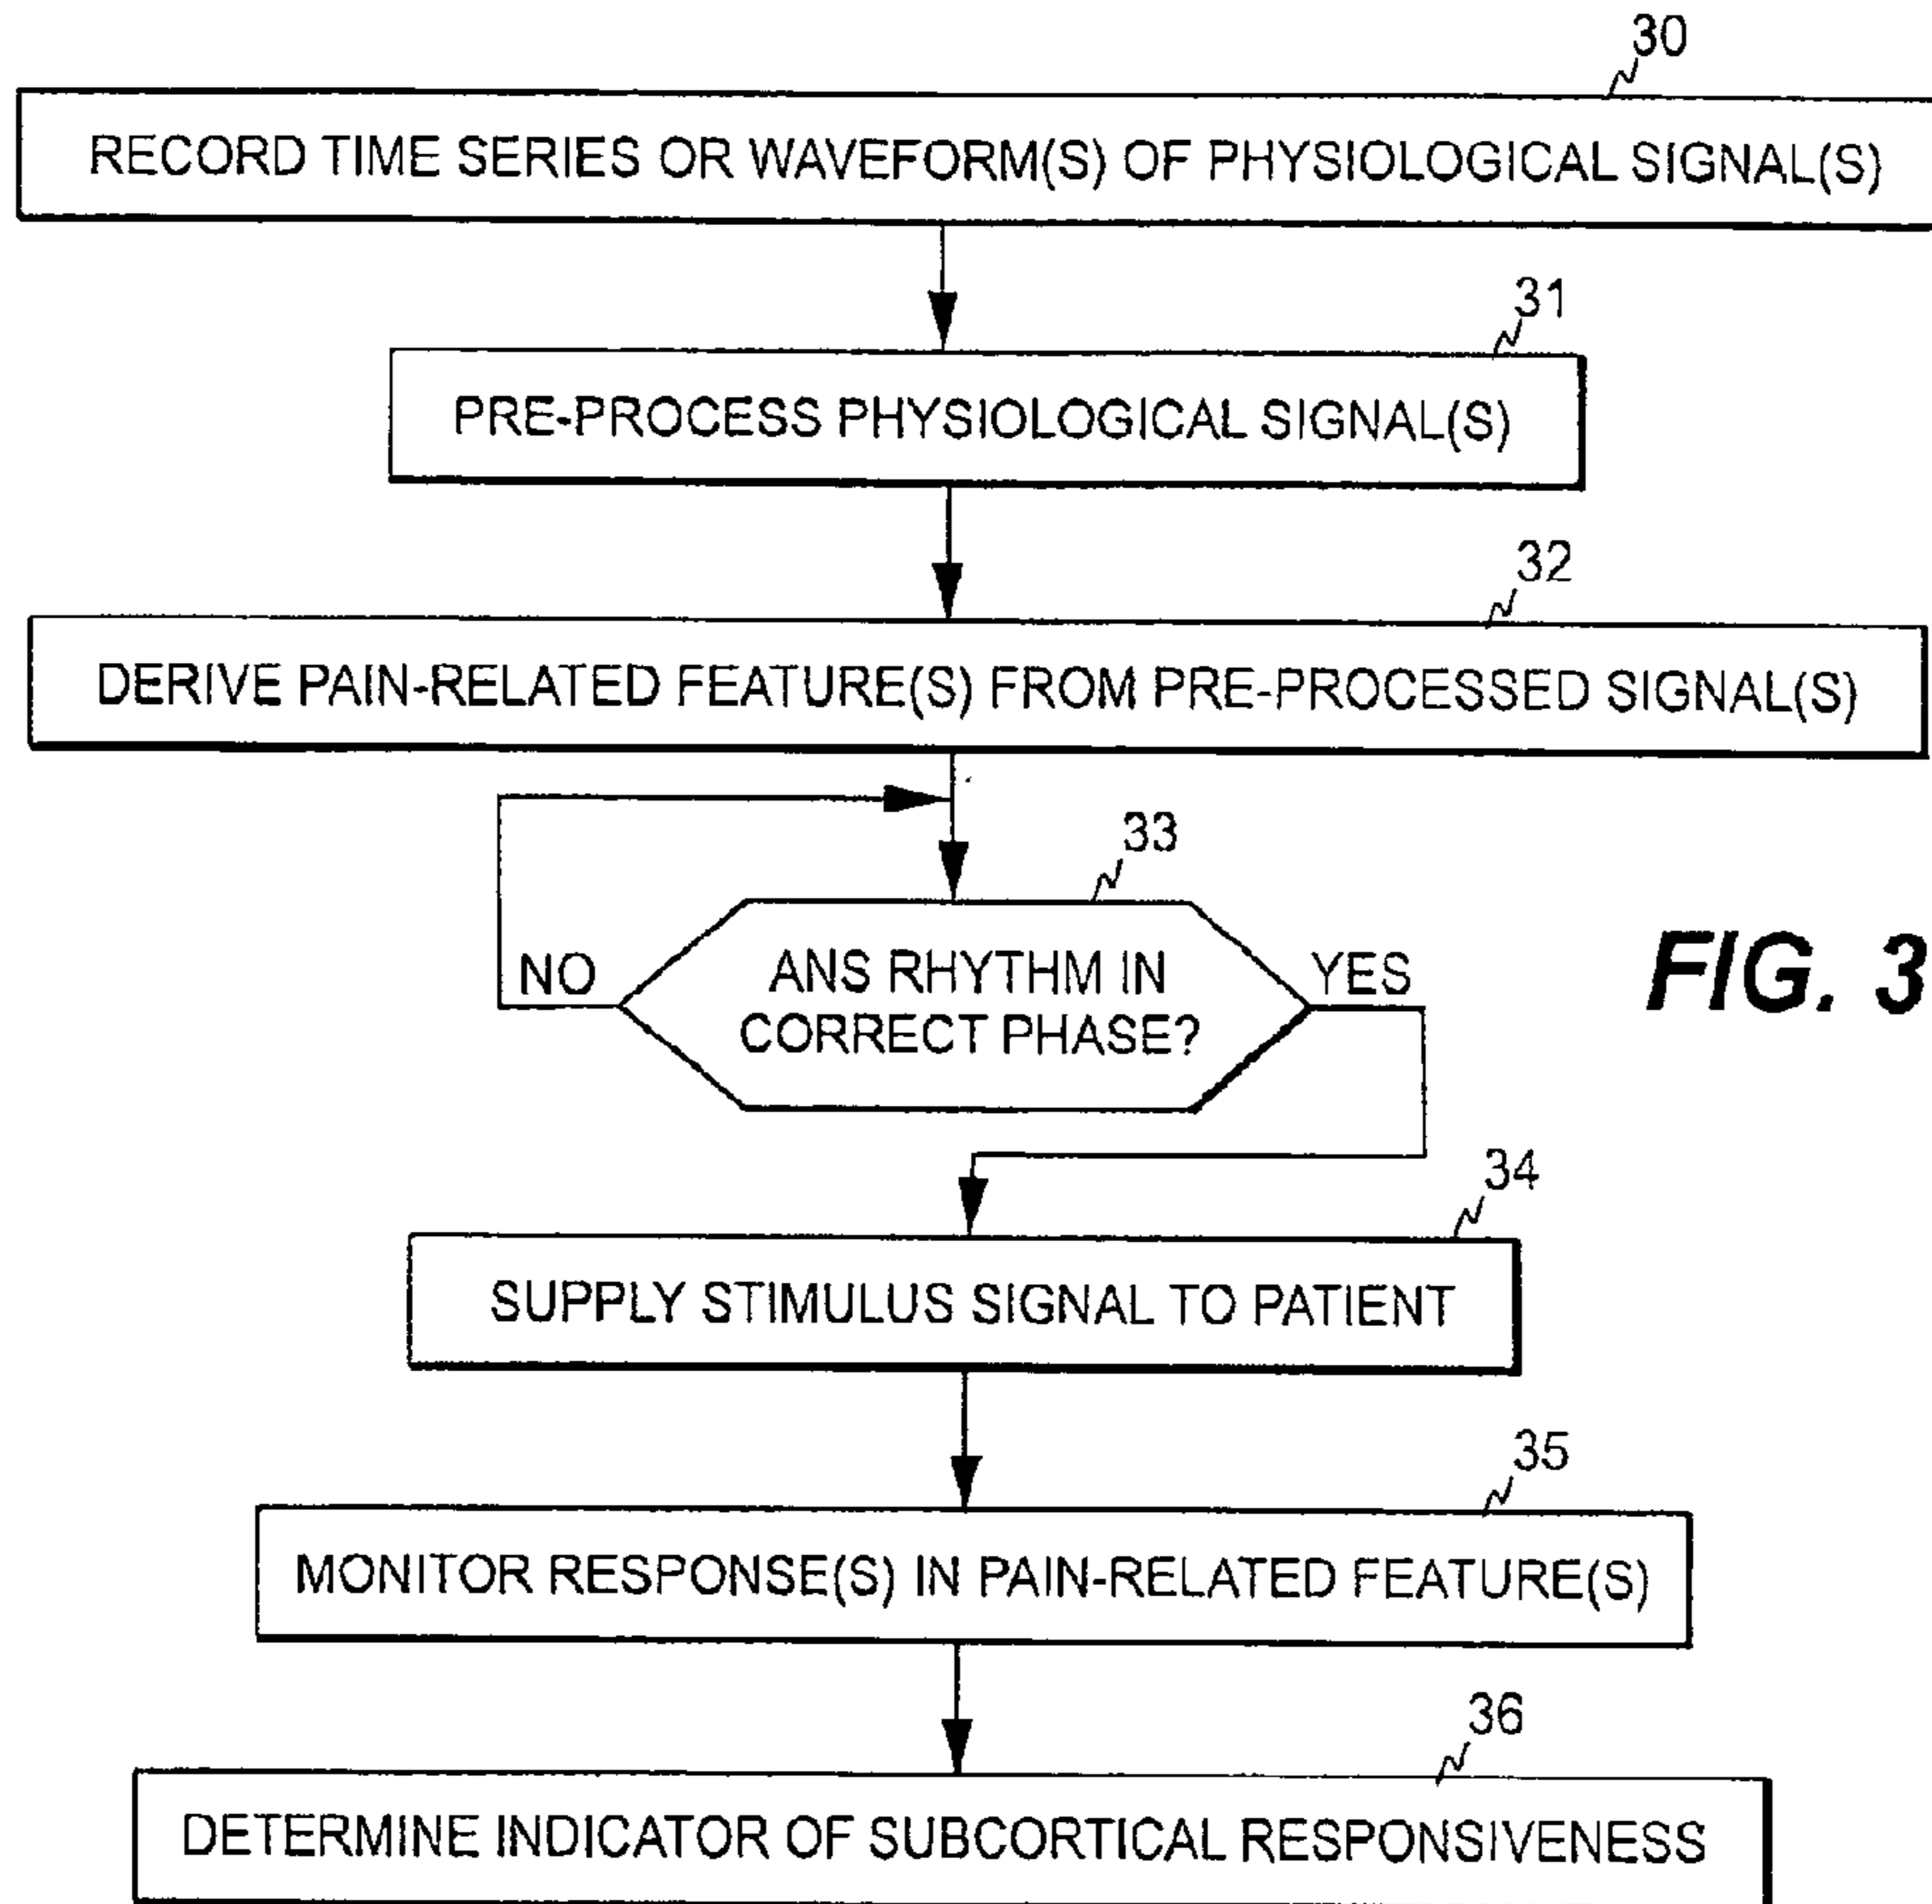 30
RECORD TIME SERIES OR WAVEFORM(S) OF PHYSIOLOGICAL SIGNAL(S)
31
PRE-PROCESS PHYSIOLOGICAL SIGNAL(S)
32
DERIVE PAIN-RELATED FEATURE(S) FROM PRE-PROCESSED SIGNAL(S)
33
NO
ANS RHYTHM IN
CORRECT PHASE?
YES
FIG. 3
34
SUPPLY STIMULUS SIGNAL TO PATIENT
35
MONITOR RESPONSE(S) IN PAIN-RELATED FEATURE(S)
36
DETERMINE INDICATOR OF SUBCORTICAL RESPONSIVENESS